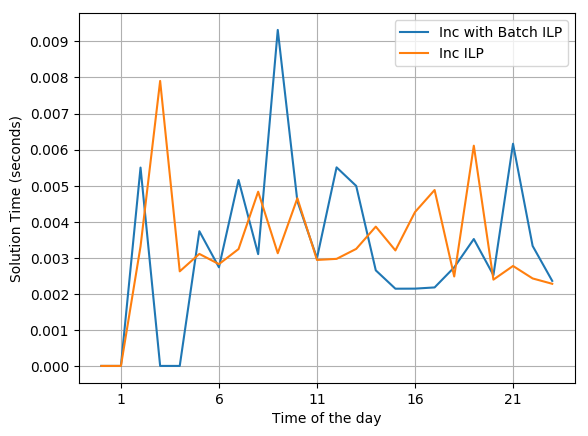 Inc with Batch ILP
Inc ILP
Solution Time (seconds)
0.009
0.008
0.007
0.006
0.005
0.004
0.003
0.002
0.001
0.000
1 6 11 16 21
Time of the day